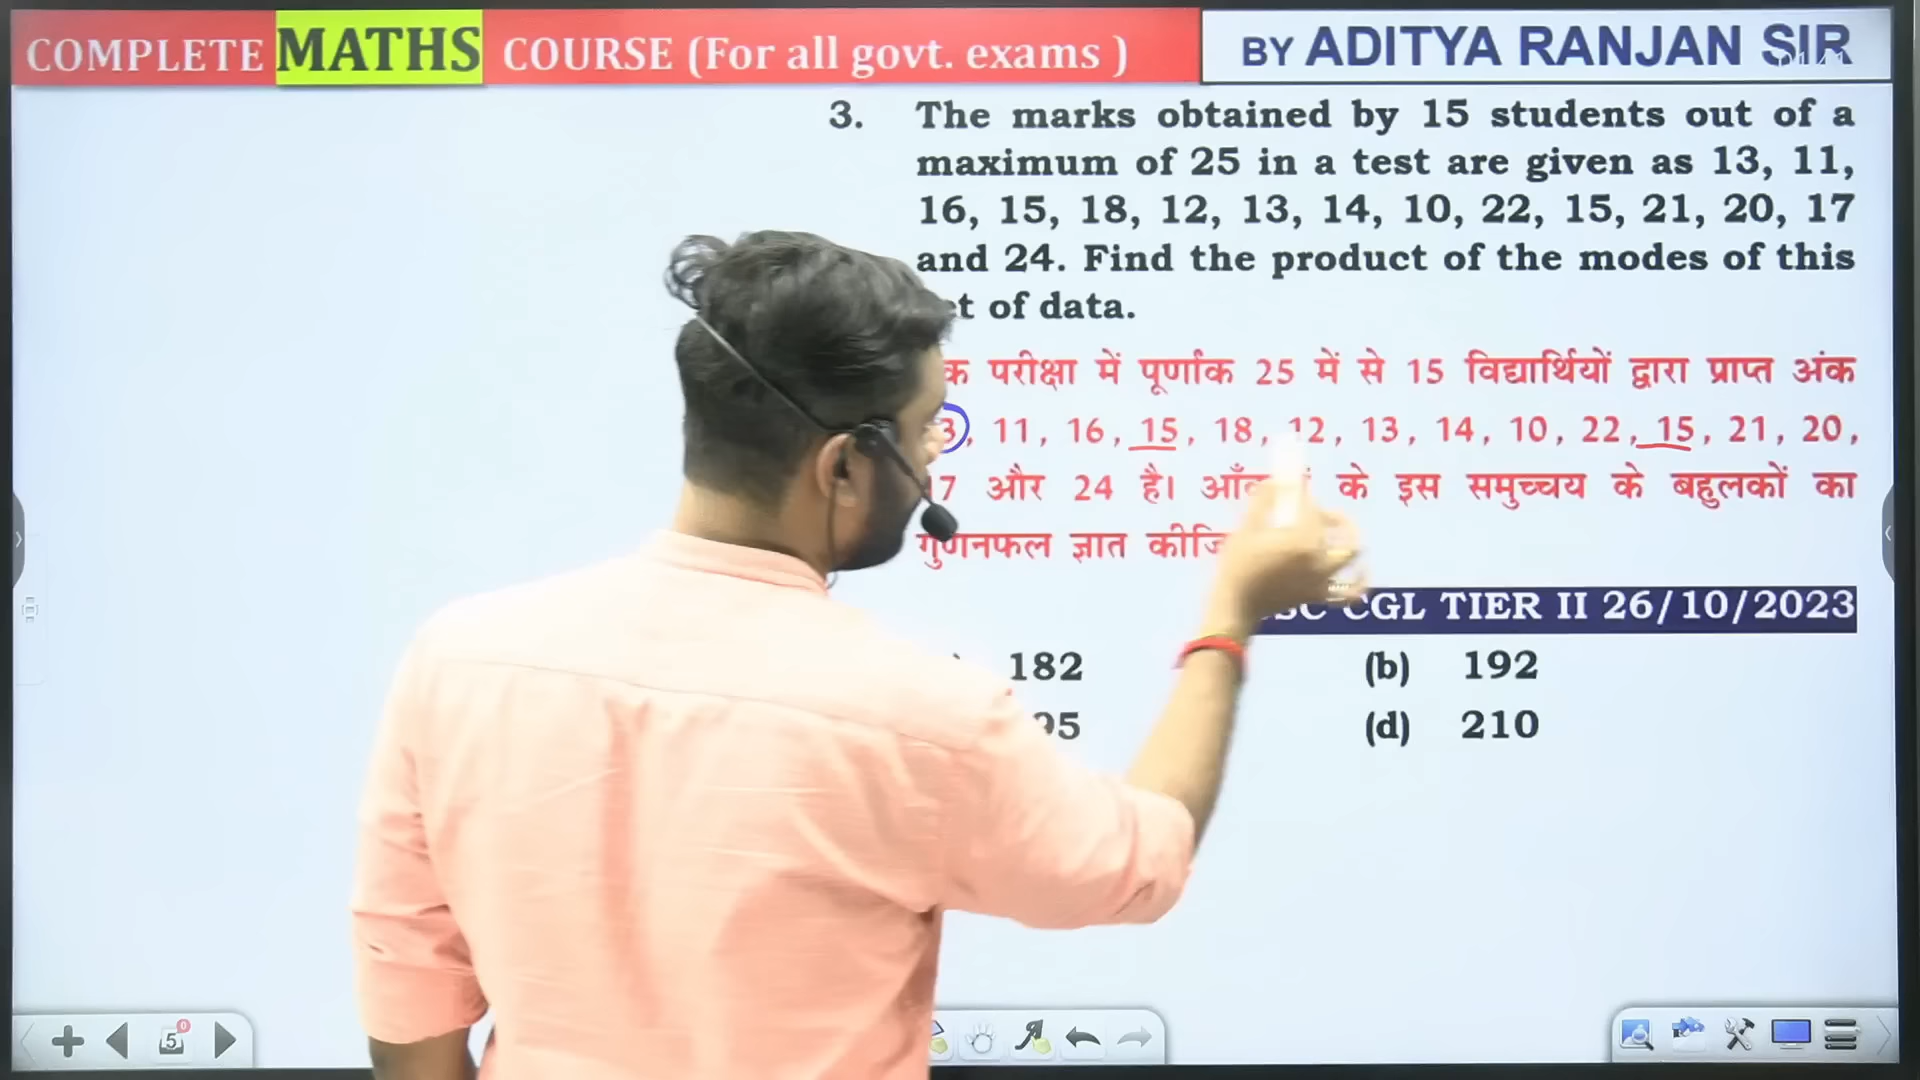 COMPLETE MATHS COURSE (For all govt. exams )
BY ADITYA RANJAN SIR
3. The marks obtained by 15 students out of a
maximum of 25 in a test are given as 13, 11,
16, 15, 18, 12, 13, 14, 10, 22, 15, 21, 20, 17
and 24. Find the product of the modes of this
of data.
परीक्षा में पूर्णांक 25 में से 15 विद्यार्थियों द्वारा प्राप्त अंक
11, 16, 15, 18, 12, 13, 14, 10, 22, 15, 21, 20,
और 24 है। के इस समुच्चय के बहुलकों का
गुणनफल ज्ञात
CGL TIER II 26/10/2023
182
(b) 192
(d) 210
5
0